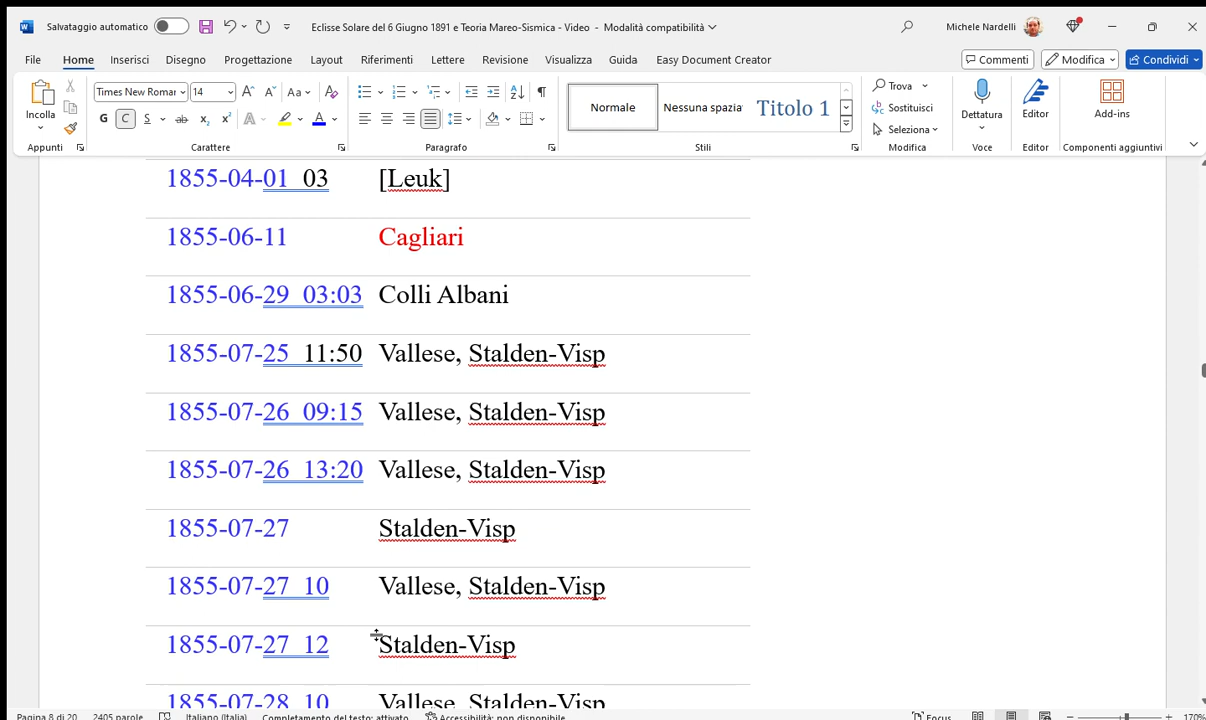 Salvataggio automatico
Eclisse Solare del 6 Giugno 1891 e Teoria Mareo-Sismica - Video - Modalità compatibilità
Michele Nardelli
File Home Inserisci Disegno Progettazione Layout Riferimenti Lettere Revisione Visualizza Guida Easy Document Creator
Commenti Modifica Condividi
Incolla
Times New Romar 14
Aa
G C S ab x₂ x² A A
Normale
Nessuna spazia
Titolo 1
Trova
Sostituisci
Seleziona
Dettatura
Editor
Add-ins
Appunti Carattere Paragrafo Stili Modifica Voce Editor Componenti aggiuntivi
1855-04-01 03 [Leuk]
1855-06-11 Cagliari
1855-06-29 03:03 Colli Albani
1855-07-25 11:50 Vallese, Stalden-Visp
1855-07-26 09:15 Vallese, Stalden-Visp
1855-07-26 13:20 Vallese, Stalden-Visp
1855-07-27 Stalden-Visp
1855-07-27 10 Vallese, Stalden-Visp
1855-07-27 12 Stalden-Visp
1855-07-28 10 Vallese, Stalden-Visp
Pagina 8 di 20 2405 parole Italiano (Italia) Completamento del testo: attivato Accessibilità: non disponibile Focus 170%